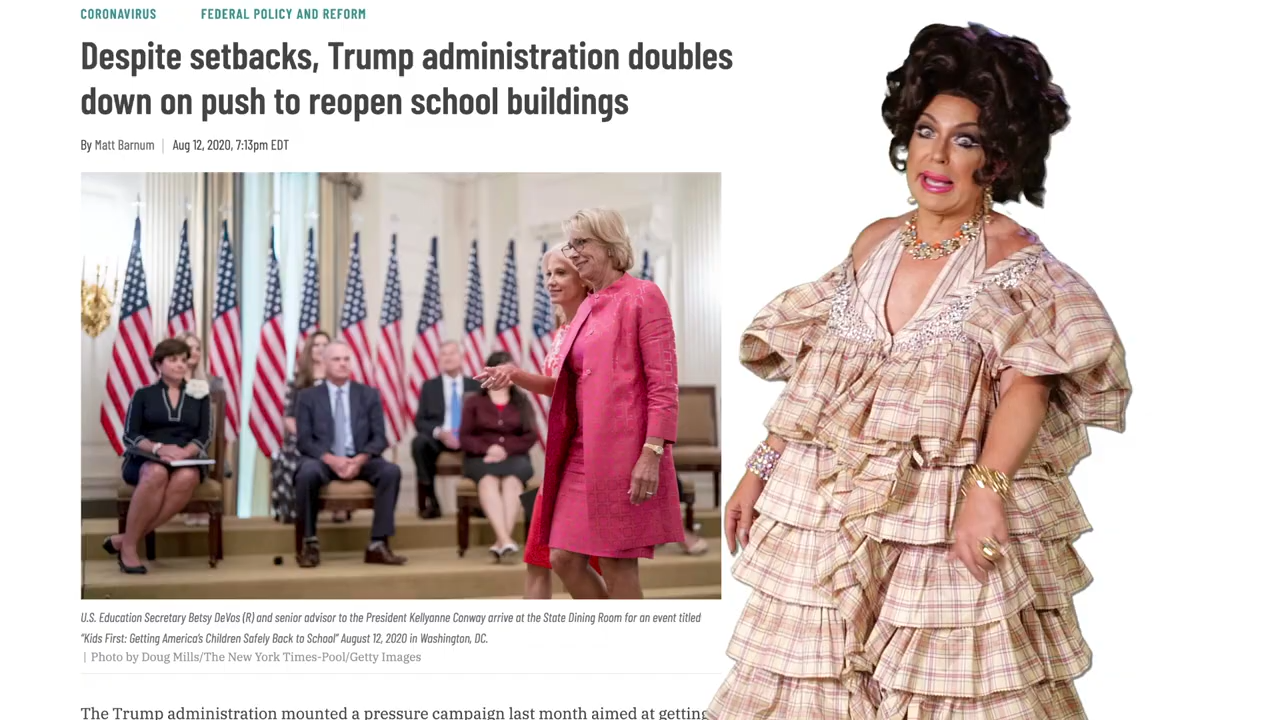 CORONAVIRUS FEDERAL POLICY AND REFORM
Despite setbacks, Trump administration doubles
down on push to reopen school buildings
By Matt Barnum | Aug 12, 2020, 7:13pm EDT
U.S. Education Secretary Betsy DeVos (R) and senior advisor to the President Kellyanne Conway arrive at the State Dining Room for an event titled
“Kids First: Getting America’s Children Safely Back to School” August 12, 2020 in Washington, DC.
| Photo by Doug Mills/The New York Times-Pool/Getty Images
The Trump administration mounted a pressure campaign last month aimed at getting